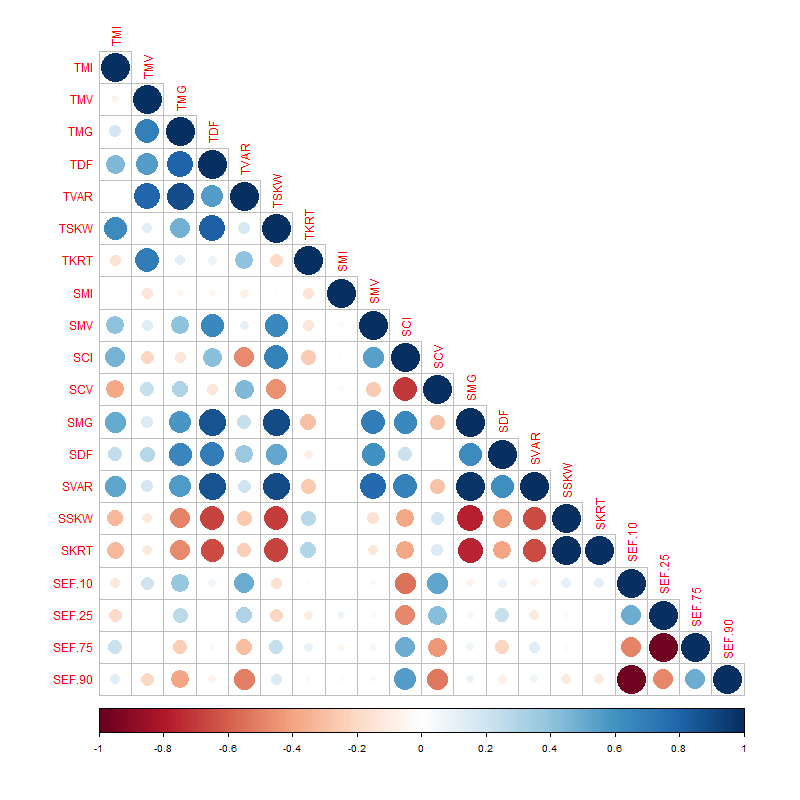 TMI
TMI
TMV
TMV
TMG
TMG
TDF
TDF
TVAR
TVAR
TSKW
TSKW
TKRT
TKRT
SMI
SMI
SMV
SMV
SCI
SCI
SCV
SCV
SMG
SMG
SDF
SDF
SVAR
SVAR
SSKW
SSKW
SKRT
SKRT
SEF.10
SEF.10
SEF.25
SEF.25
SEF.75
SEF.75
SEF.90
SEF.90
-1 -0.8 -0.6 -0.4 -0.2 0 0.2 0.4 0.6 0.8 1